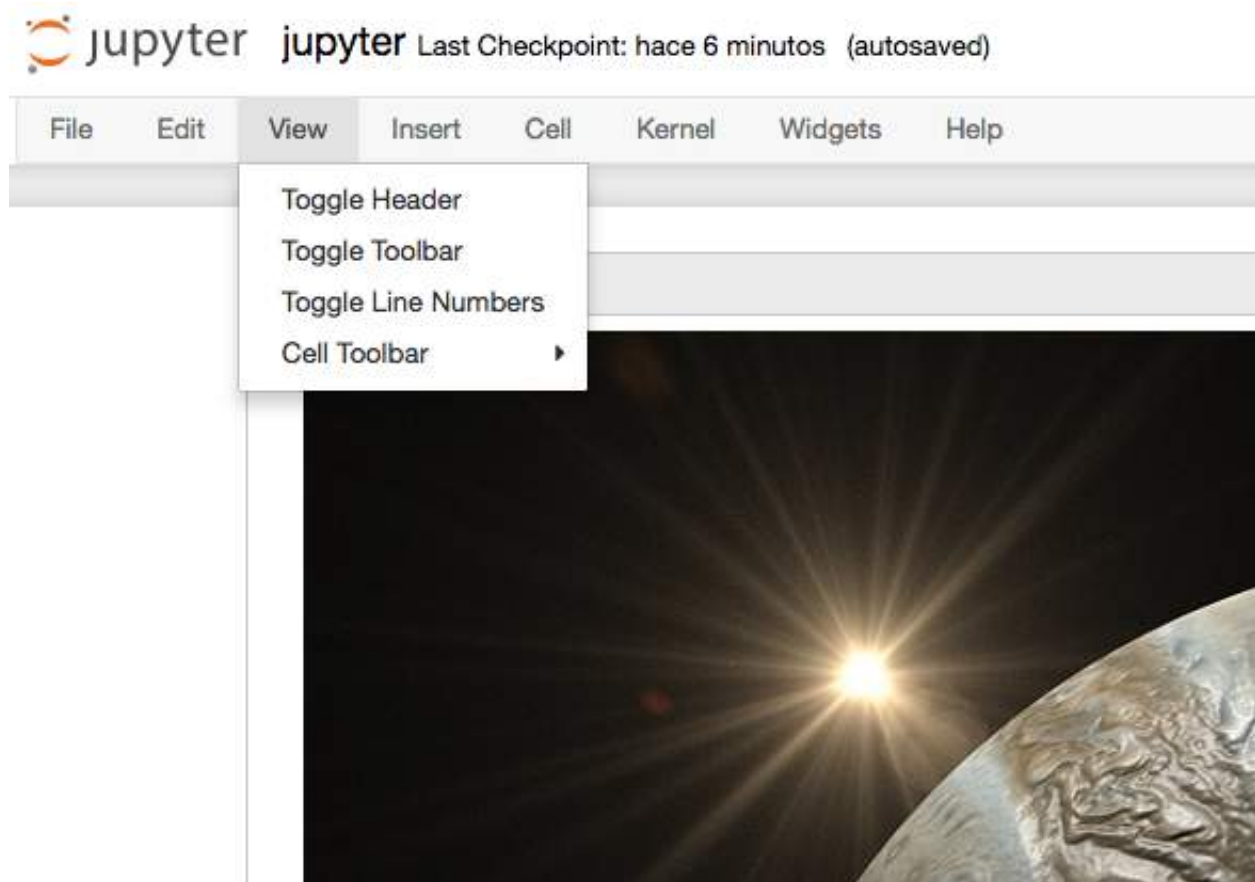 jupyter jupyter Last Checkpoint: hace 6 minutos (autosaved)
File Edit View Insert Cell Kernel Widgets Help
Toggle Header
Toggle Toolbar
Toggle Line Numbers
Cell Toolbar